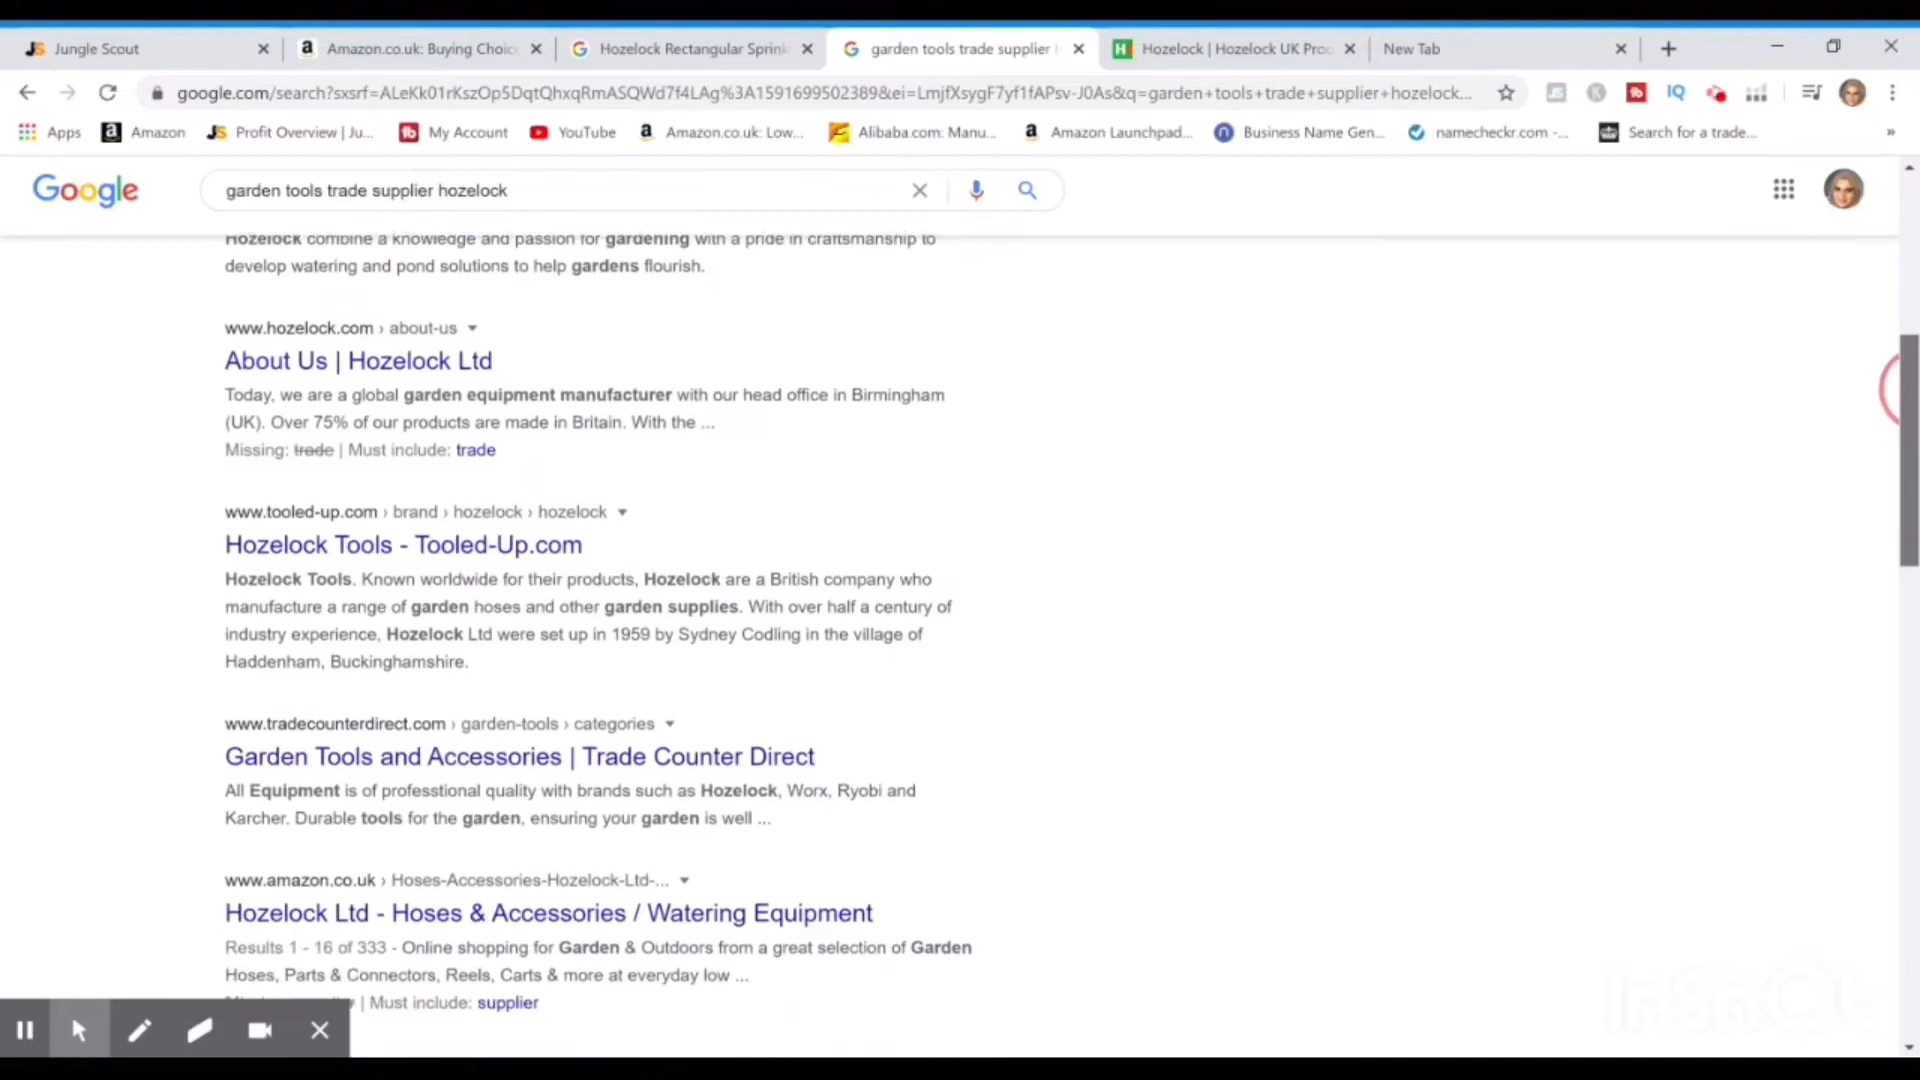 Jungle Scout
Amazon.co.uk: Buying Choic
Hozelock Rectangular Sprink
garden tools trade supplier
Hozelock | Hozelock UK Proc
New Tab
google.com/search?sxsrf=ALeKk01rKszOp5DqtQhxqRmASQWd7f4LAg%3A1591699502389&ei=LmjfXsygF7yf1fAPsv-J0As&q=garden+tools+trade+supplier+hozelock...
Apps
Amazon
Profit Overview | Ju...
My Account
YouTube
Amazon.co.uk: Low...
Alibaba.com: Manu...
Amazon Launchpad...
Business Name Gen...
namecheckr.com -...
Search for a trade...
Google
garden tools trade supplier hozelock
Hozelock combine a knowledge and passion for gardening with a pride in craftsmanship to
develop watering and pond solutions to help gardens flourish.
www.hozelock.com › about-us
About Us | Hozelock Ltd
Today, we are a global garden equipment manufacturer with our head office in Birmingham
(UK). Over 75% of our products are made in Britain. With the ...
Missing: trade | Must include: trade
www.tooled-up.com › brand › hozelock › hozelock
Hozelock Tools - Tooled-Up.com
Hozelock Tools. Known worldwide for their products, Hozelock are a British company who
manufacture a range of garden hoses and other garden supplies. With over half a century of
industry experience, Hozelock Ltd were set up in 1959 by Sydney Codling in the village of
Haddenham, Buckinghamshire.
www.tradecounterdirect.com › garden-tools › categories
Garden Tools and Accessories | Trade Counter Direct
All Equipment is of professtional quality with brands such as Hozelock, Worx, Ryobi and
Karcher. Durable tools for the garden, ensuring your garden is well ...
www.amazon.co.uk › Hoses-Accessories-Hozelock-Ltd-...
Hozelock Ltd - Hoses & Accessories / Watering Equipment
Results 1 - 16 of 333 - Online shopping for Garden & Outdoors from a great selection of Garden
Hoses, Parts & Connectors, Reels, Carts & more at everyday low ...
| Must include: supplier
InShOt